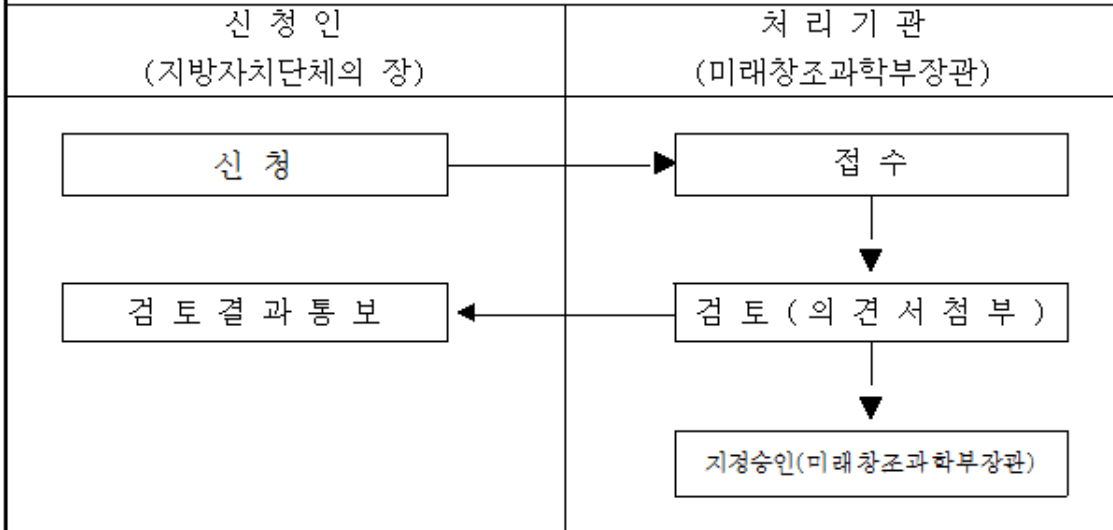 신 청 인
(지방자치단체의 장)
처 리 기 관
(미래창조과학부장관)
신 청
접 수
검 토 결 과 통 보
검 토 ( 의 견 서 첨 부 )
지정승인(미래창조과학부장관)